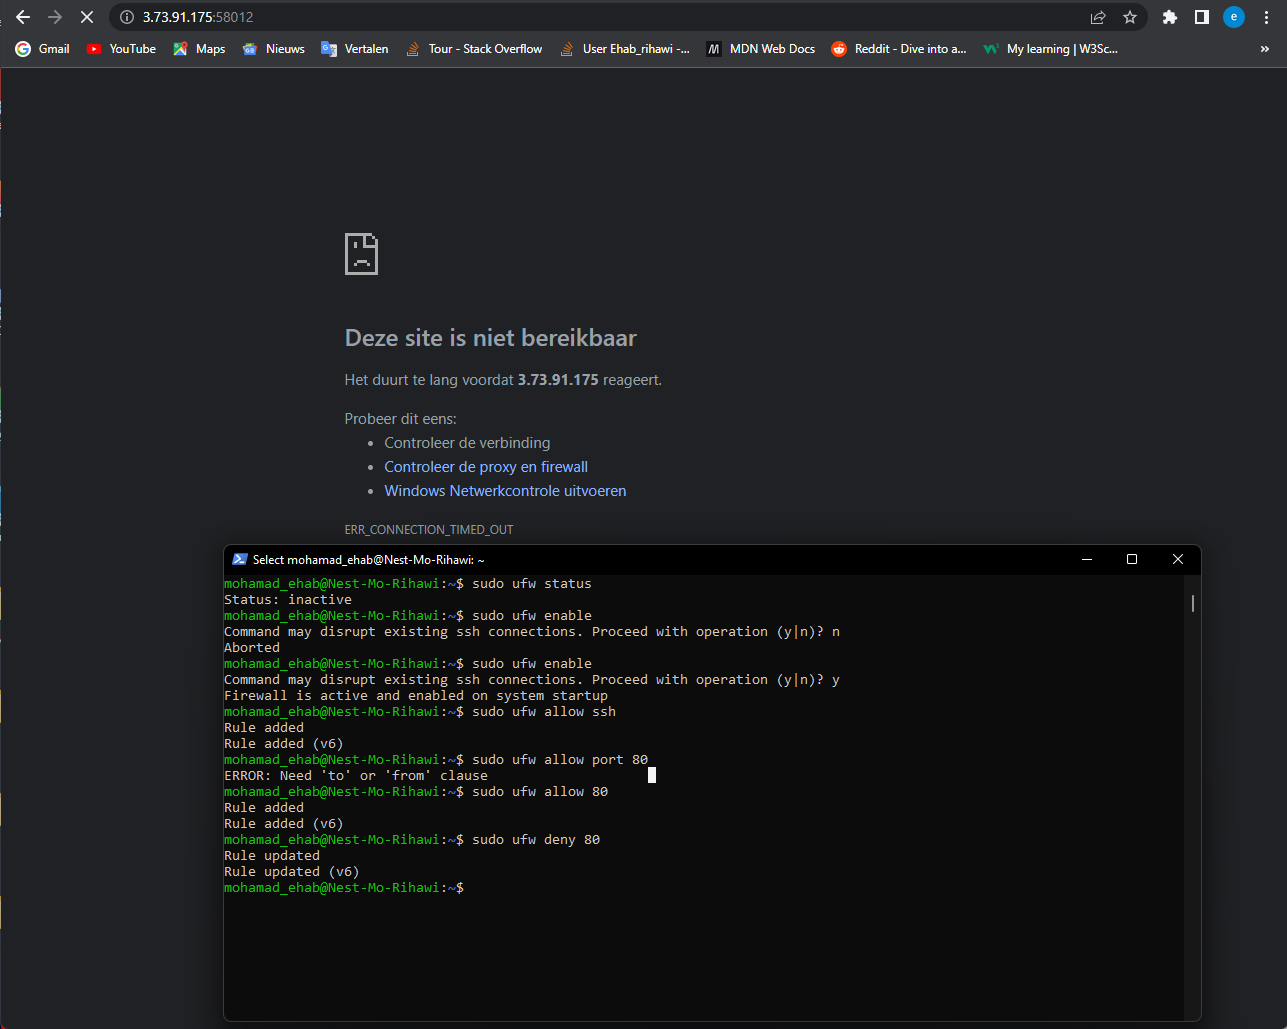 3.73.91.175:58012
e
Gmail YouTube Maps Nieuws Vertalen Tour - Stack Overflow User Ehab_rihawi -... MDN Web Docs Reddit - Dive into a... My learning | W3Sc... »
Deze site is niet bereikbaar
Het duurt te lang voordat 3.73.91.175 reageert.
Probeer dit eens:
• Controleer de verbinding
• Controleer de proxy en firewall
• Windows Netwerkcontrole uitvoeren
ERR_CONNECTION_TIMED_OUT
Select mohamad_ehab@Nest-Mo-Rihawi: ~
mohamad_ehab@Nest-Mo-Rihawi:~$ sudo ufw status
Status: inactive
mohamad_ehab@Nest-Mo-Rihawi:~$ sudo ufw enable
Command may disrupt existing ssh connections. Proceed with operation (y|n)? n
Aborted
mohamad_ehab@Nest-Mo-Rihawi:~$ sudo ufw enable
Command may disrupt existing ssh connections. Proceed with operation (y|n)? y
Firewall is active and enabled on system startup
mohamad_ehab@Nest-Mo-Rihawi:~$ sudo ufw allow ssh
Rule added
Rule added (v6)
mohamad_ehab@Nest-Mo-Rihawi:~$ sudo ufw allow port 80
ERROR: Need 'to' or 'from' clause
mohamad_ehab@Nest-Mo-Rihawi:~$ sudo ufw allow 80
Rule added
Rule added (v6)
mohamad_ehab@Nest-Mo-Rihawi:~$ sudo ufw deny 80
Rule updated
Rule updated (v6)
mohamad_ehab@Nest-Mo-Rihawi:~$